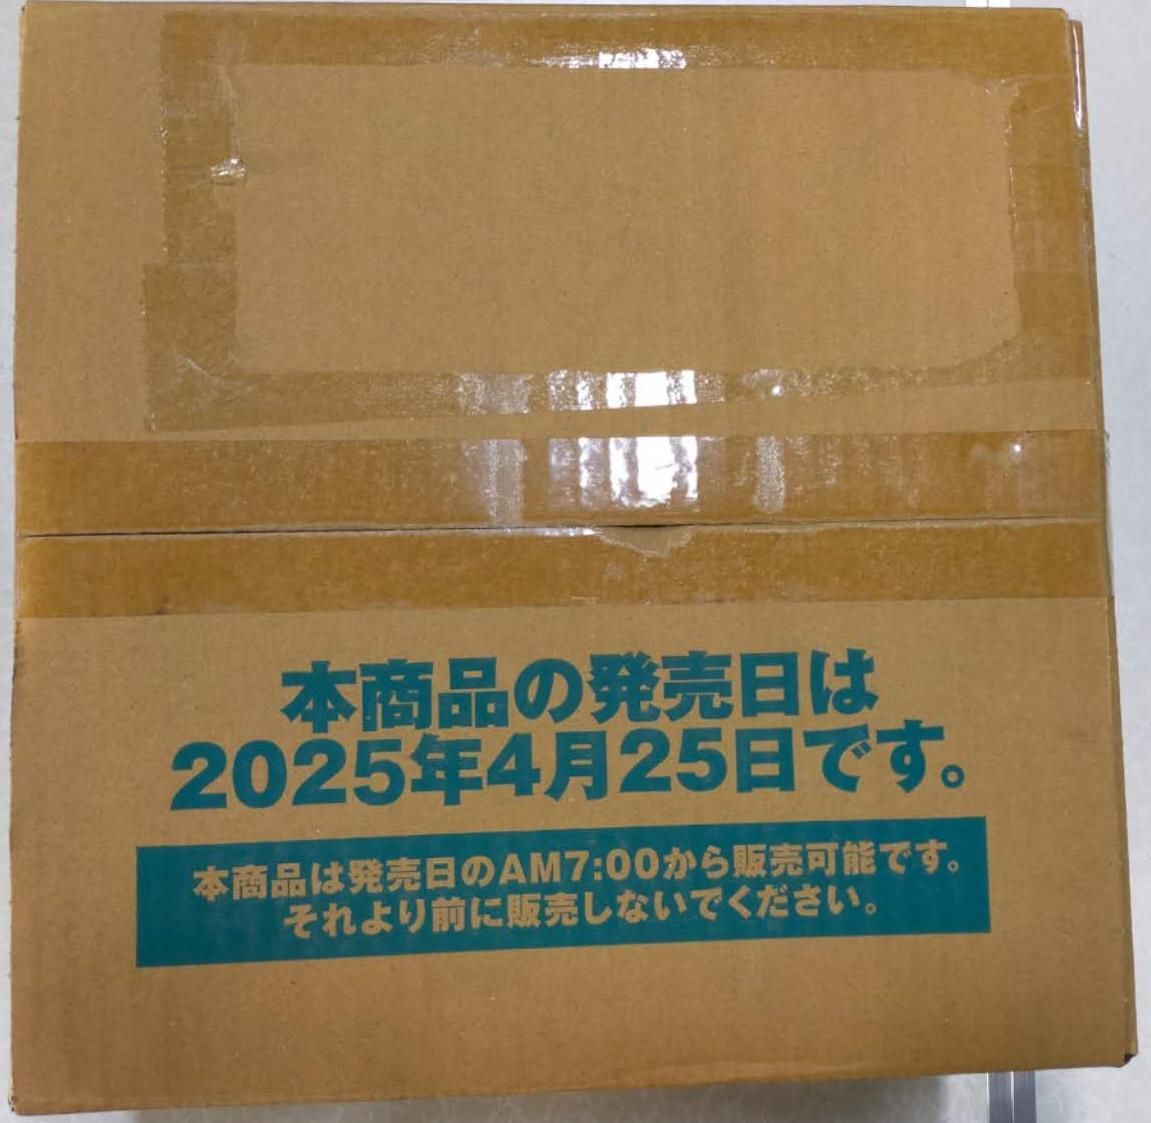 本商品の発売日は
2025年4月25日です。
本商品は発売日のAM7:00から販売可能です。
それより前に販売しないでください。